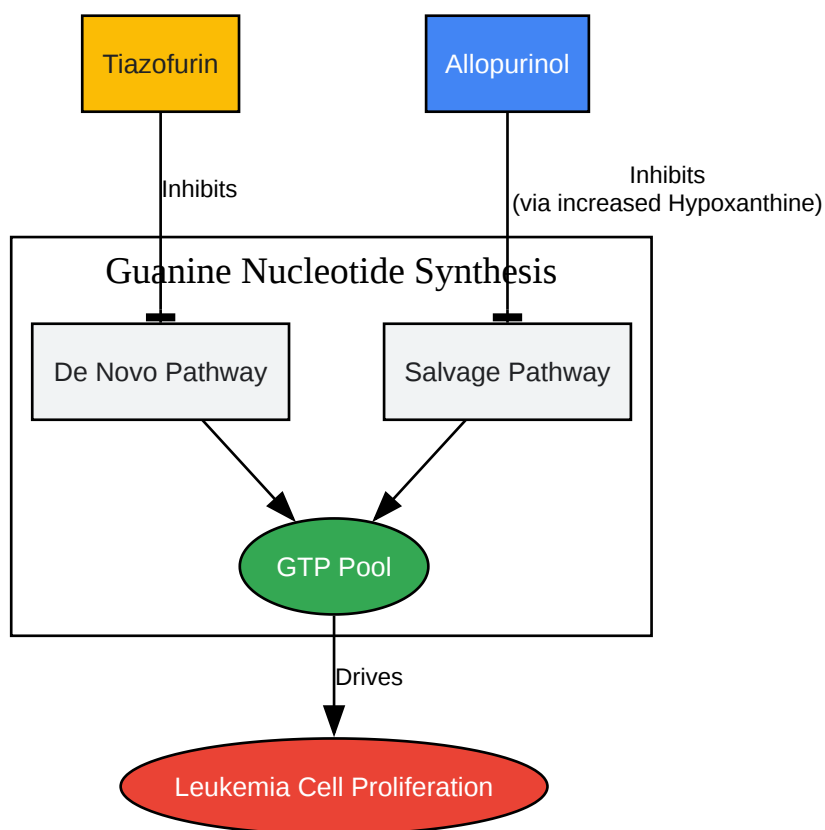 Tiazofurin
Allopurinol
Inhibits
Inhibits
(via increased Hypoxanthine)
Guanine Nucleotide Synthesis
De Novo Pathway
Salvage Pathway
GTP Pool
Drives
Leukemia Cell Proliferation